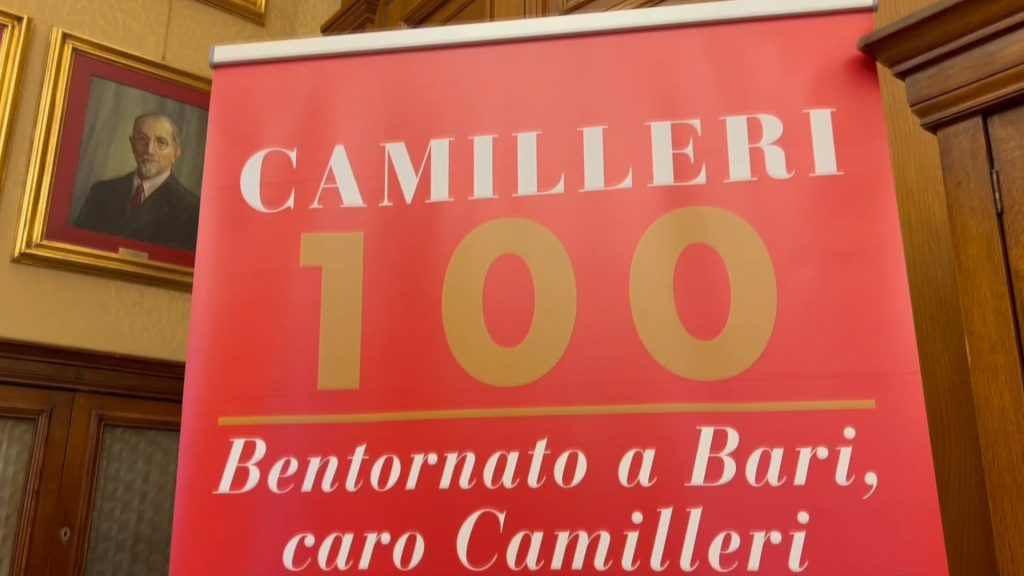 CAMILLERI
100
Bentornato a Bari,
caro Camilleri